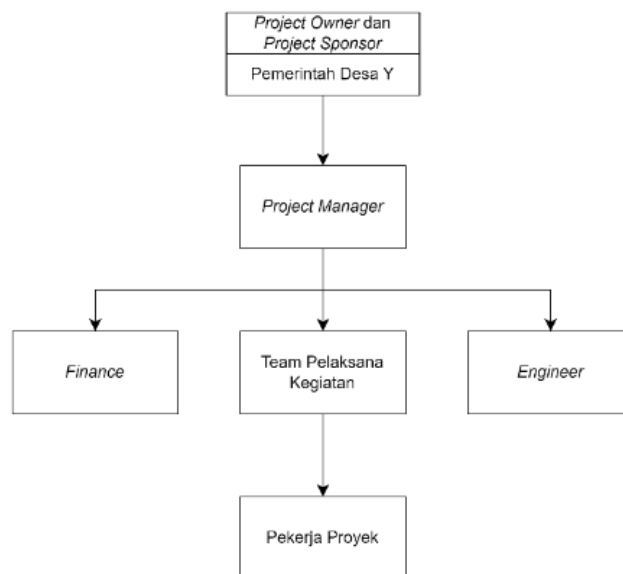 Project Owner dan
Project Sponsor
Pemerintah Desa Y
Project Manager
Finance
Team Pelaksana
Kegiatan
Engineer
Pekerja Proyek